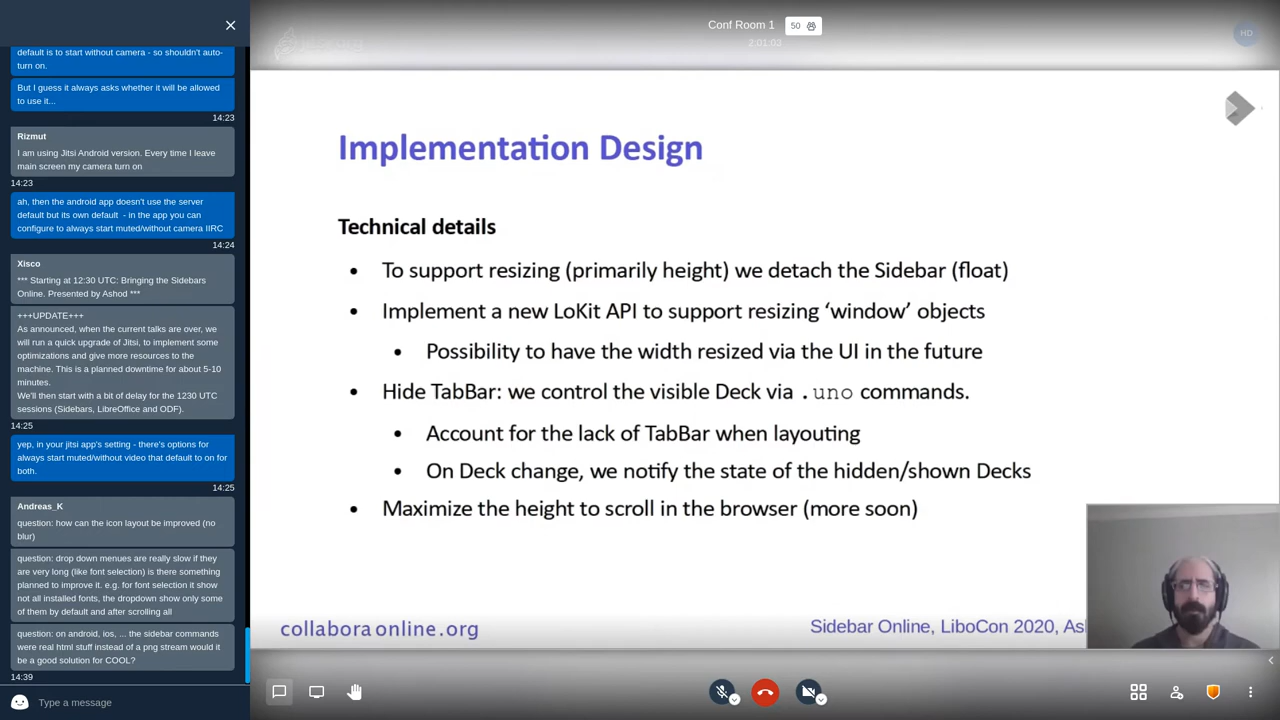 default is to start without camera - so shouldn't auto-
turn on.
But I guess it always asks whether it will be allowed
to use it...
14:23
Rizmut
I am using Jitsi Android version. Every time I leave
main screen my camera turn on
14:23
ah, then the android app doesn't use the server
default but its own default  - in the app you can
configure to always start muted/without camera IIRC
14:24
Xisco
*** Starting at 12:30 UTC: Bringing the Sidebars
Online. Presented by Ashod ***
+++UPDATE+++
As announced, when the current talks are over, we
will run a quick upgrade of Jitsi, to implement some
optimizations and give more resources to the
machine. This is a planned downtime for about 5-10
minutes.
We'll then start with a bit of delay for the 1230 UTC
sessions (Sidebars, LibreOffice and ODF).
14:25
yep, in your jitsi app's setting - there's options for
always start muted/without video that default to on for
both.
14:25
Andreas_K
question: how can the icon layout be improved (no
blur)
question: drop down menues are really slow if they
are very long (like font selection) is there something
planned to improve it. e.g. for font selection it show
not all installed fonts, the dropdown show only some
of them by default and after scrolling all
question: on android, ios, ... the sidebar commands
were real html stuff instead of a png stream would it
be a good solution for COOL?
14:39
Type a message
Conf Room 1
50
2:01:03
HD
Implementation Design
Technical details
• To support resizing (primarily height) we detach the Sidebar (float)
• Implement a new LoKit API to support resizing ‘window’ objects
• Possibility to have the width resized via the UI in the future
• Hide TabBar: we control the visible Deck via .uno commands.
• Account for the lack of TabBar when layouting
• On Deck change, we notify the state of the hidden/shown Decks
• Maximize the height to scroll in the browser (more soon)
collabora online.org
Sidebar Online, LiboCon 2020,